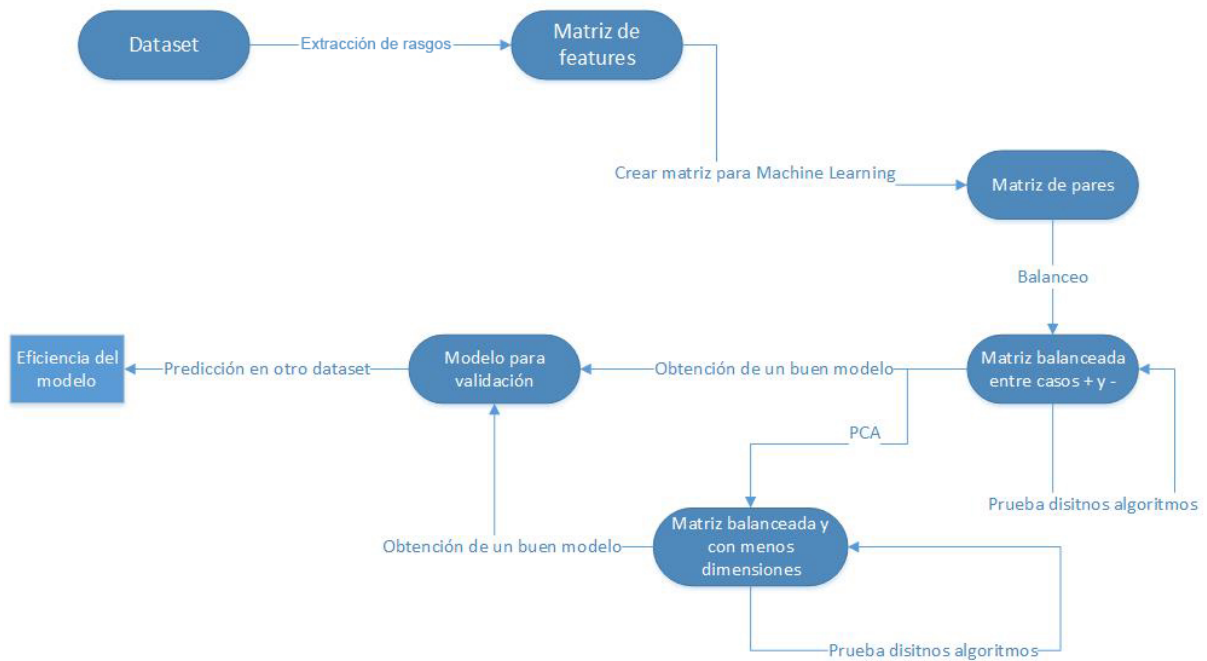 Dataset
Extracción de rasgos
Matriz de
features
Crear matriz para Machine Learning
Matriz de pares
Balanceo
Eficiencia del
modelo
Predicción en otro dataset
Modelo para
validación
Obtención de un buen modelo
Matriz balanceada
entre casos + y -
PCA
Prueba disitnos algoritmos
Obtención de un buen modelo
Matriz balanceada y
con menos
dimensiones
Prueba disitnos algoritmos